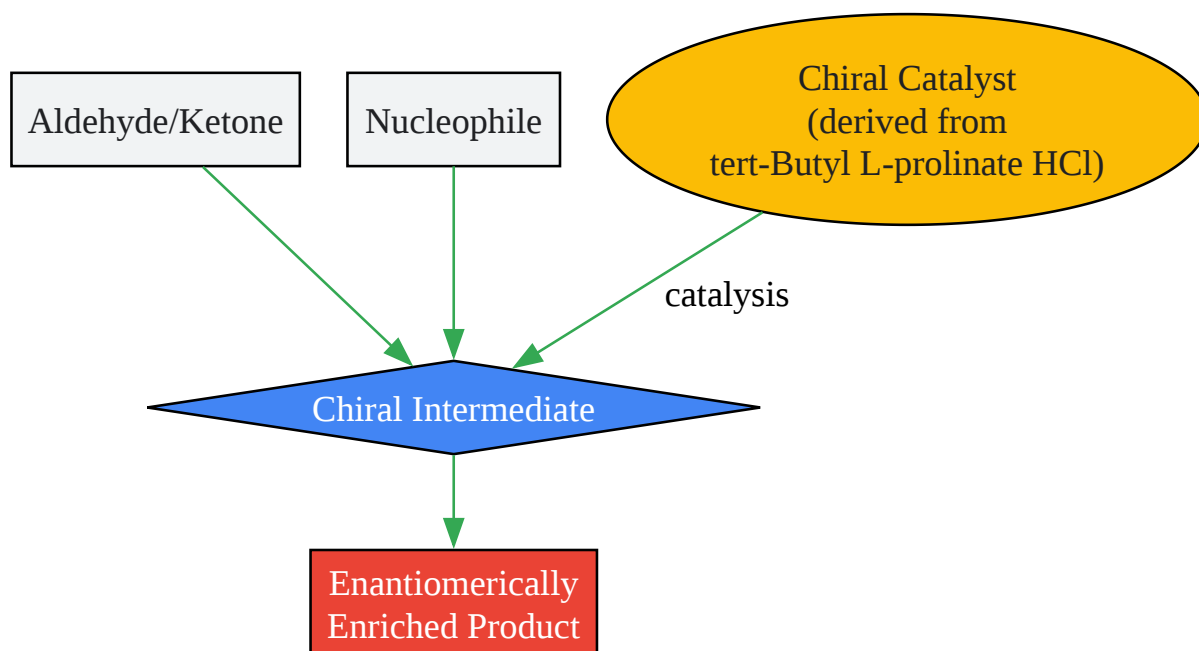 Aldehyde/Ketone
Nucleophile
Chiral Catalyst
(derived from
tert-Butyl L-prolinate HCl)
catalysis
Chiral Intermediate
Enantiomerically
Enriched Product